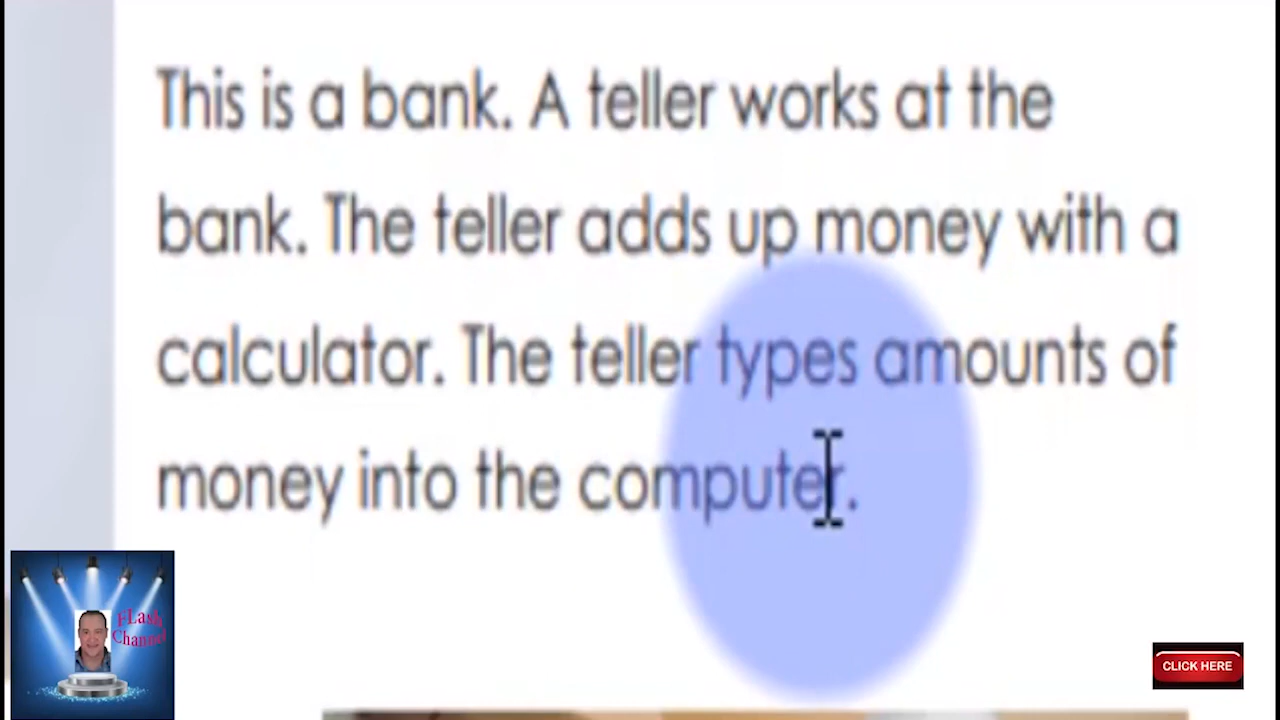 This is a bank. A teller works at the
bank. The teller adds up money with a
calculator. The teller types amounts of
money into the computer.
FLash
Channel
CLICK HERE